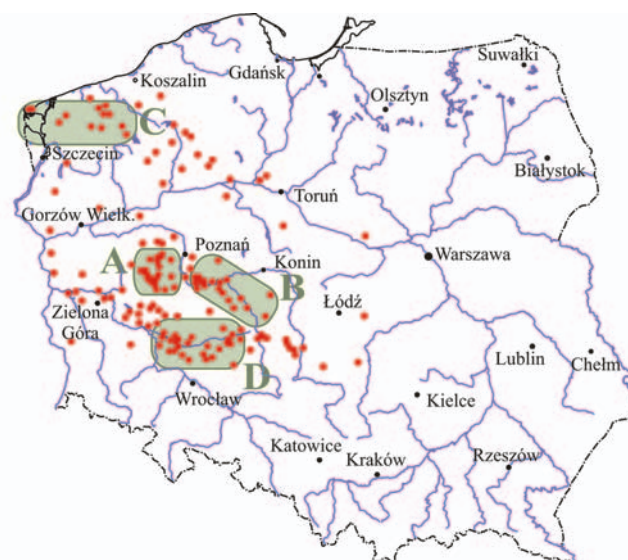 Suwałki
Gdańsk
Koszalin
Olsztyn
C
Szczecin
Białystok
Toruń
Gorzów Wielk.
Poznań
Warszawa
A
Konin
B
Zielona
Góra
Łódź
Lublin
Chełm
D
Wrocław
Kielce
Katowice
Kraków
Rzeszów